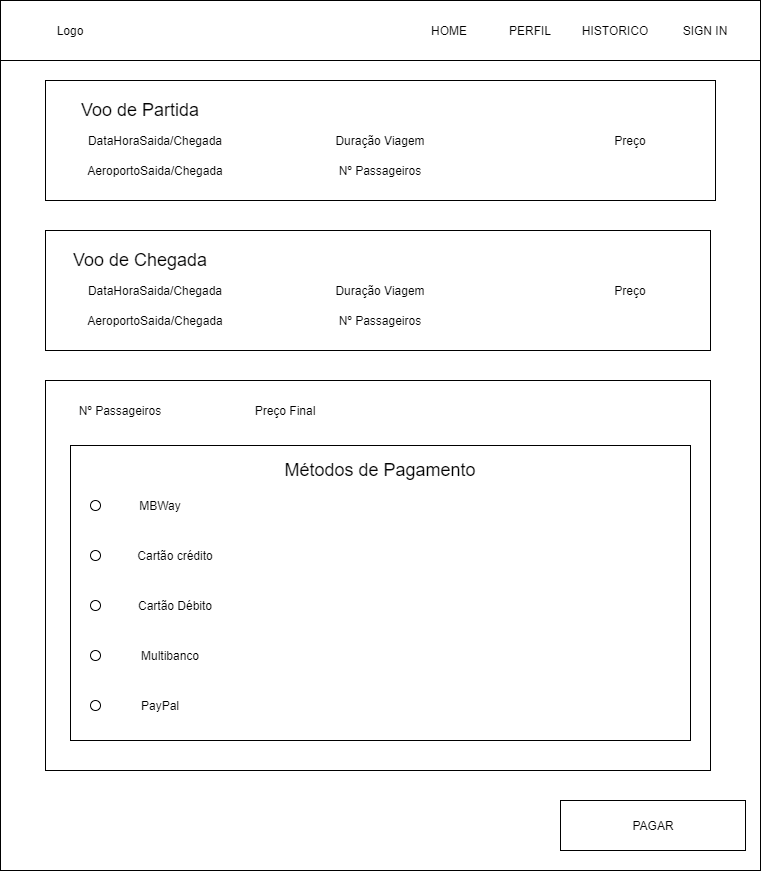 Logo HOME PERFIL HISTORICO SIGN IN
Voo de Partida
DataHoraSaida/Chegada Duração Viagem Preço
AeroportoSaida/Chegada Nº Passageiros
Voo de Chegada
DataHoraSaida/Chegada Duração Viagem Preço
AeroportoSaida/Chegada Nº Passageiros
Nº Passageiros Preço Final
Métodos de Pagamento
MBWay
Cartão crédito
Cartão Débito
Multibanco
PayPal
PAGAR